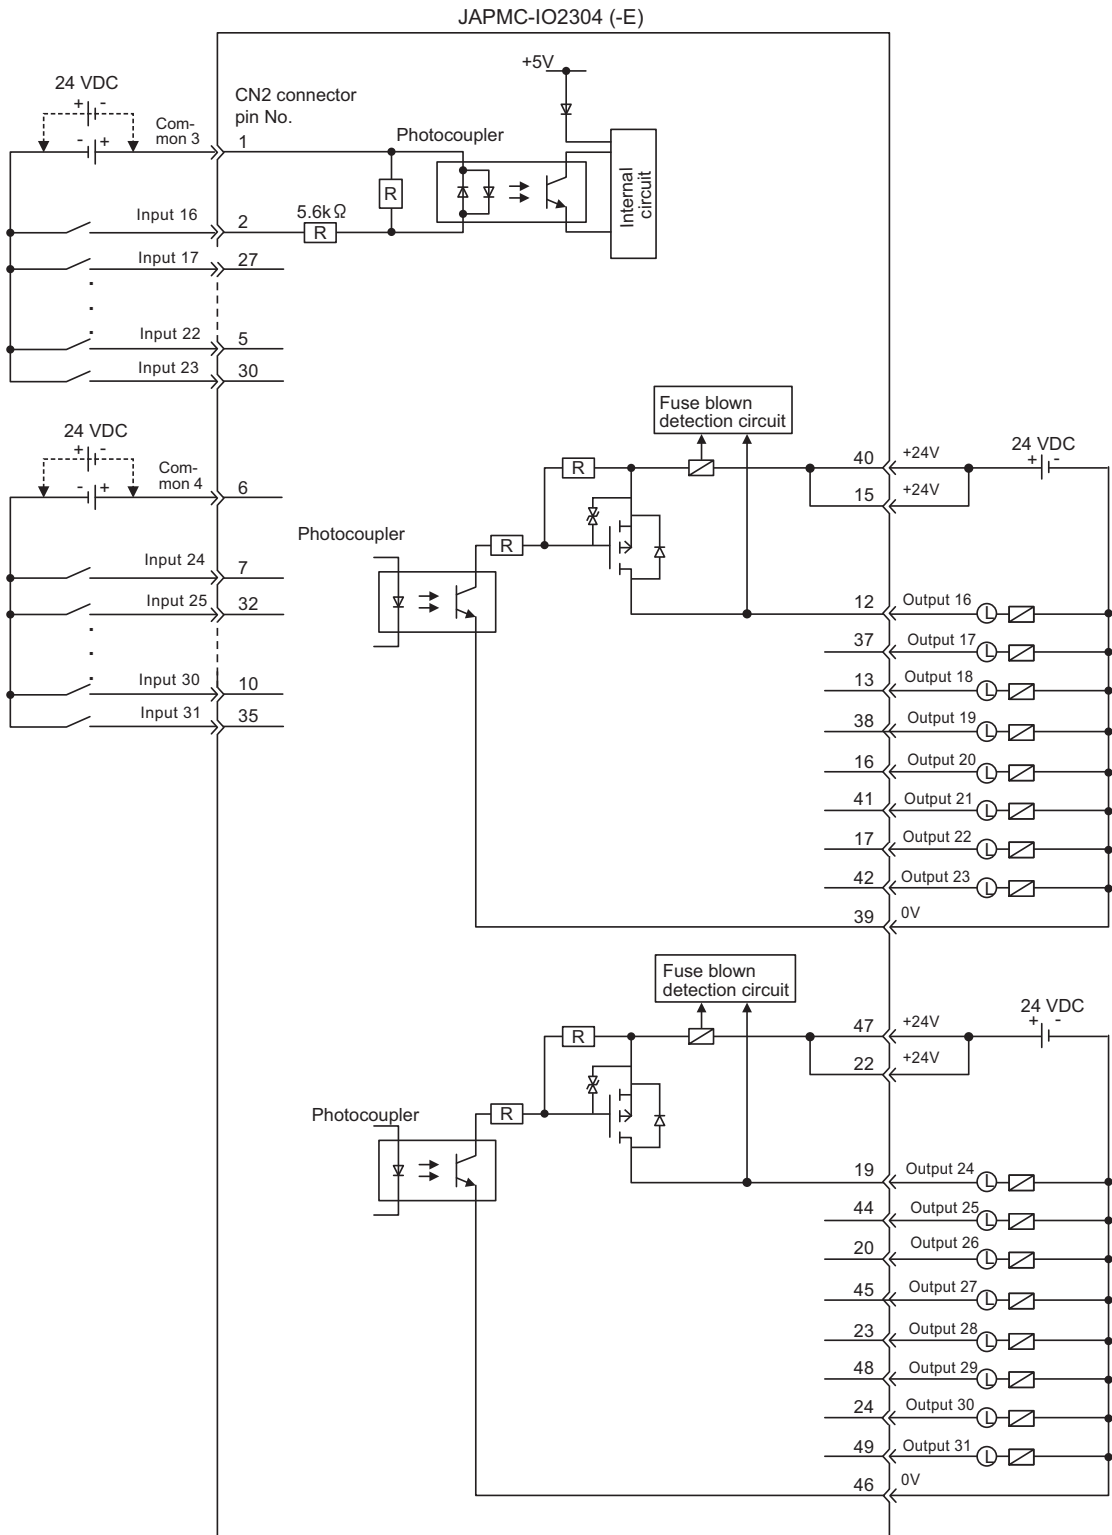 JAPMC-IO2304 (-E)
+5V
24 VDC
+ -
CN2 connector
pin No.
Com-
mon 3
- +
1
Photocoupler
R
Internal
circuit
Input 16
2
5.6kΩ
R
Input 17
27
Input 22
5
Input 23
30
24 VDC
+ -
Com-
mon 4
- +
6
Input 24
7
Input 25
32
Input 30
10
Input 31
35
Fuse blown
detection circuit
R
40
+24V
24 VDC
+ -
15
+24V
Photocoupler
R
12
Output 16
L
37
Output 17
L
13
Output 18
L
38
Output 19
L
16
Output 20
L
41
Output 21
L
17
Output 22
L
42
Output 23
L
39
0V
Fuse blown
detection circuit
R
47
+24V
24 VDC
+ -
22
+24V
Photocoupler
R
19
Output 24
L
44
Output 25
L
20
Output 26
L
45
Output 27
L
23
Output 28
L
48
Output 29
L
24
Output 30
L
49
Output 31
L
46
0V